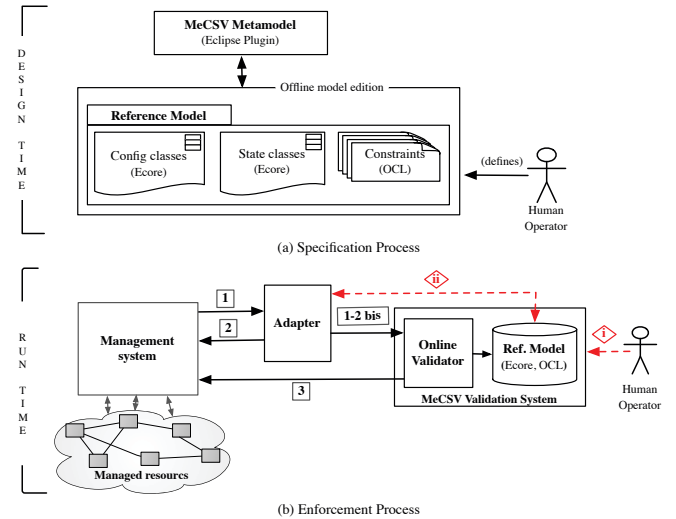 MeCSV Metamodel
(Eclipse Plugin)
DESIGN TIME
Offline model edition
Reference Model
Config classes
(Ecore)
State classes
(Ecore)
Constraints
(OCL)
(defines)
Human
Operator
(a) Specification Process
RUN TIME
Management
system
1
2
Adapter
ii
1-2 bis
Online
Validator
Ref. Model
(Ecore, OCL)
i
3
MeCSV Validation System
Human
Operator
Managed resourcs
(b) Enforcement Process